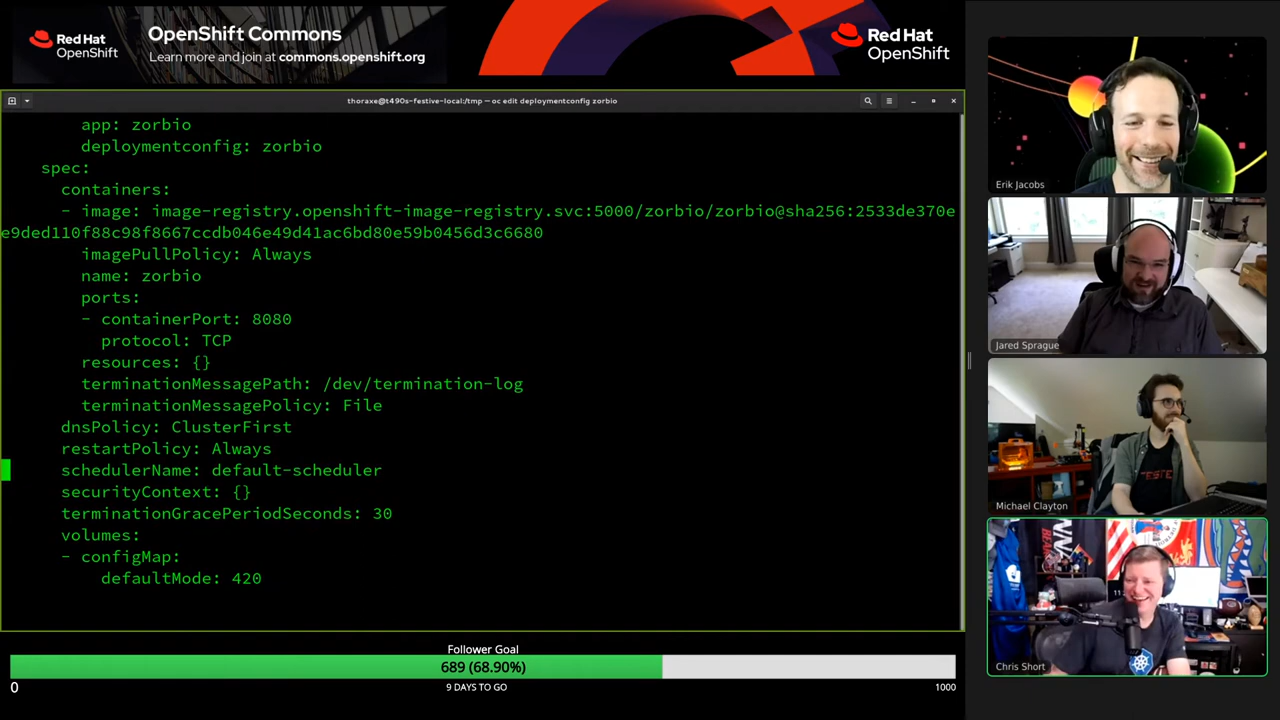 Red Hat
OpenShift
OpenShift Commons
Learn more and join at commons.openshift.org
Red Hat
OpenShift
thoraxe@t490s-festive-local:/tmp — oc edit deploymentconfig zorbio
app: zorbio
deploymentconfig: zorbio
spec:
containers:
- image: image-registry.openshift-image-registry.svc:5000/zorbio/zorbio@sha256:2533de370e
e9ded110f88c98f8667ccdb046e49d41ac6bd80e59b0456d3c6680
imagePullPolicy: Always
name: zorbio
ports:
- containerPort: 8080
protocol: TCP
resources: {}
terminationMessagePath: /dev/termination-log
terminationMessagePolicy: File
dnsPolicy: ClusterFirst
restartPolicy: Always
schedulerName: default-scheduler
securityContext: {}
terminationGracePeriodSeconds: 30
volumes:
- configMap:
defaultMode: 420
Erik Jacobs
Jared Sprague
Michael Clayton
Chris Short
Follower Goal
689 (68.90%)
0
9 DAYS TO GO
1000